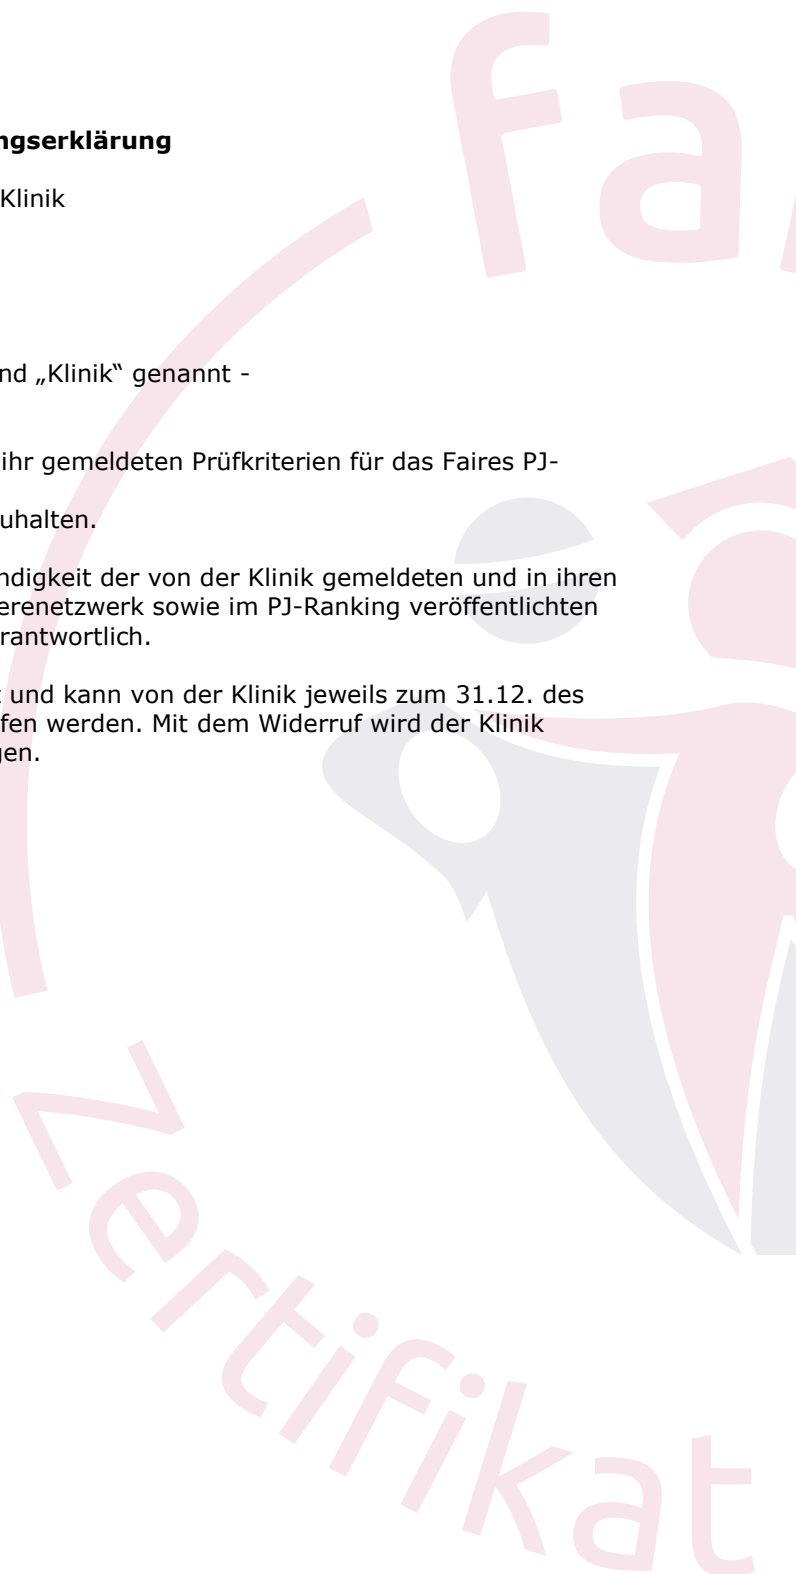 ngserklärung
Klinik
nd „Klinik“ genannt -
ihr gemeldeten Prüfkriterien für das Faires PJ-
uhalten.
ndigkeit der von der Klinik gemeldeten und in ihren
erenetzwerk sowie im PJ-Ranking veröffentlichten
rantwortlich.
t und kann von der Klinik jeweils zum 31.12. des
fen werden. Mit dem Widerruf wird der Klinik
gen.
fa
zertifikat